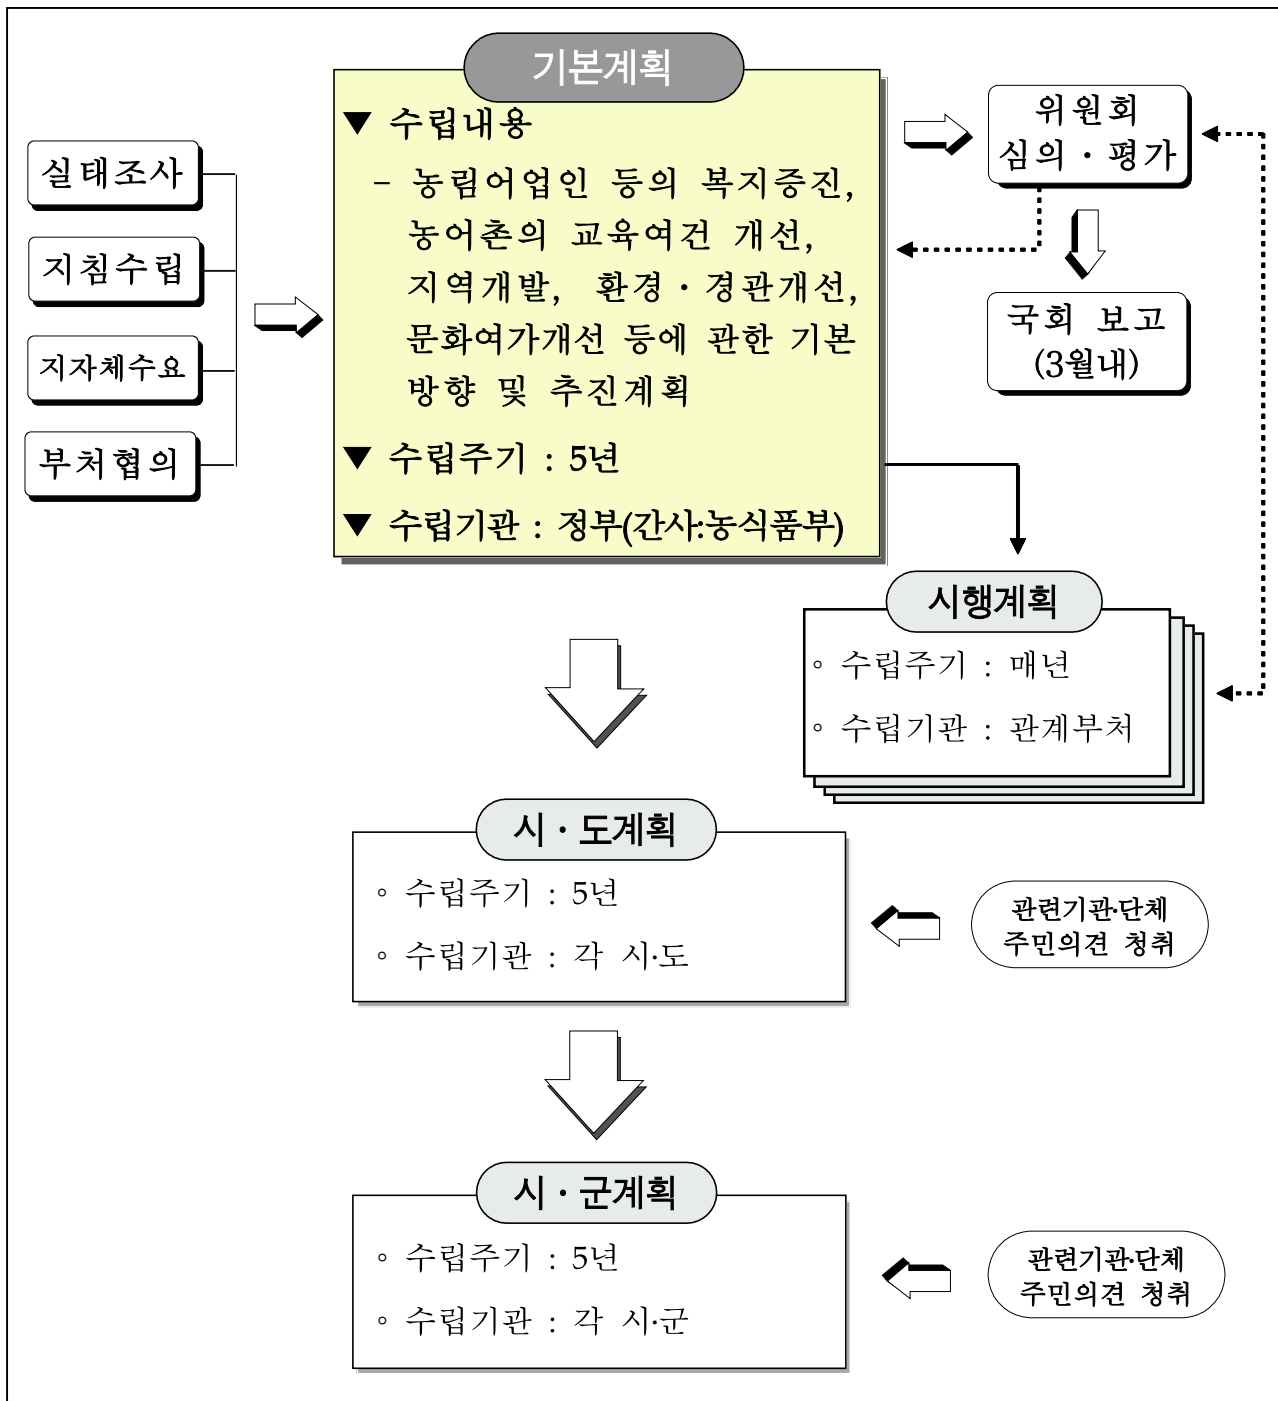 기본계획
▼ 수립내용
- 농림어업인 등의 복지증진,
농어촌의 교육여건 개선,
지역개발, 환경·경관개선,
문화여가개선 등에 관한 기본
방향 및 추진계획
▼ 수립주기 : 5년
▼ 수립기관 : 정부(간사:농식품부)
실태조사
지침수립
지자체수요
부처협의
위원회
심의·평가
국회 보고
(3월내)
시행계획
◦ 수립주기 : 매년
◦ 수립기관 : 관계부처
시·도계획
◦ 수립주기 : 5년
◦ 수립기관 : 각 시·도
관련기관·단체
주민의견 청취
시·군계획
◦ 수립주기 : 5년
◦ 수립기관 : 각 시·군
관련기관·단체
주민의견 청취